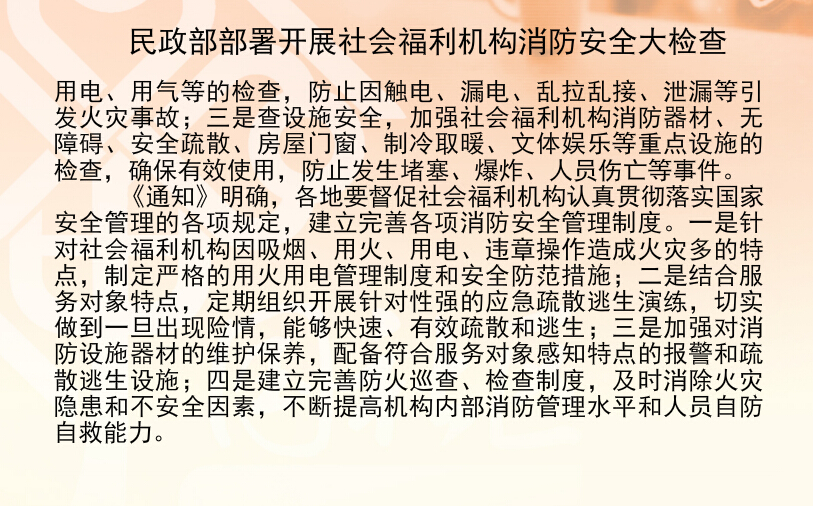 民政部部署开展社会福利机构消防安全大检查
用电、用气等的检查，防止因触电、漏电、乱拉乱接、泄漏等引
发火灾事故；三是查设施安全，加强社会福利机构消防器材、无
障碍、安全疏散、房屋门窗、制冷取暖、文体娱乐等重点设施的
检查，确保有效使用，防止发生堵塞、爆炸、人员伤亡等事件。
《通知》明确，各地要督促社会福利机构认真贯彻落实国家
安全管理的各项规定，建立完善各项消防安全管理制度。一是针
对社会福利机构因吸烟、用火、用电、违章操作造成火灾多的特
点，制定严格的用火用电管理制度和安全防范措施；二是结合服
务对象特点，定期组织开展针对性强的应急疏散逃生演练，切实
做到一旦出现险情，能够快速、有效疏散和逃生；三是加强对消
防设施器材的维护保养，配备符合服务对象感知特点的报警和疏
散逃生设施；四是建立完善防火巡查、检查制度，及时消除火灾
隐患和不安全因素，不断提高机构内部消防管理水平和人员自防
自救能力。